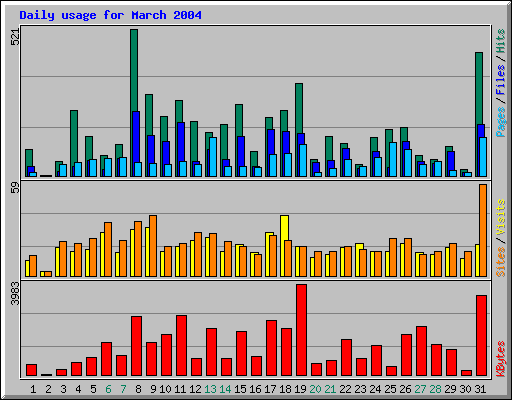 Daily usage for March 2004
521
Pages / Files / Hits
59
Sites / Visits
3983
KBytes
1 2 3 4 5 6 7 8 9 10 11 12 13 14 15 16 17 18 19 20 21 22 23 24 25 26 27 28 29 30 31